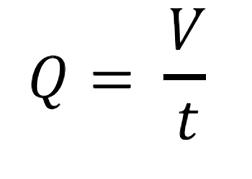 Q = V/t